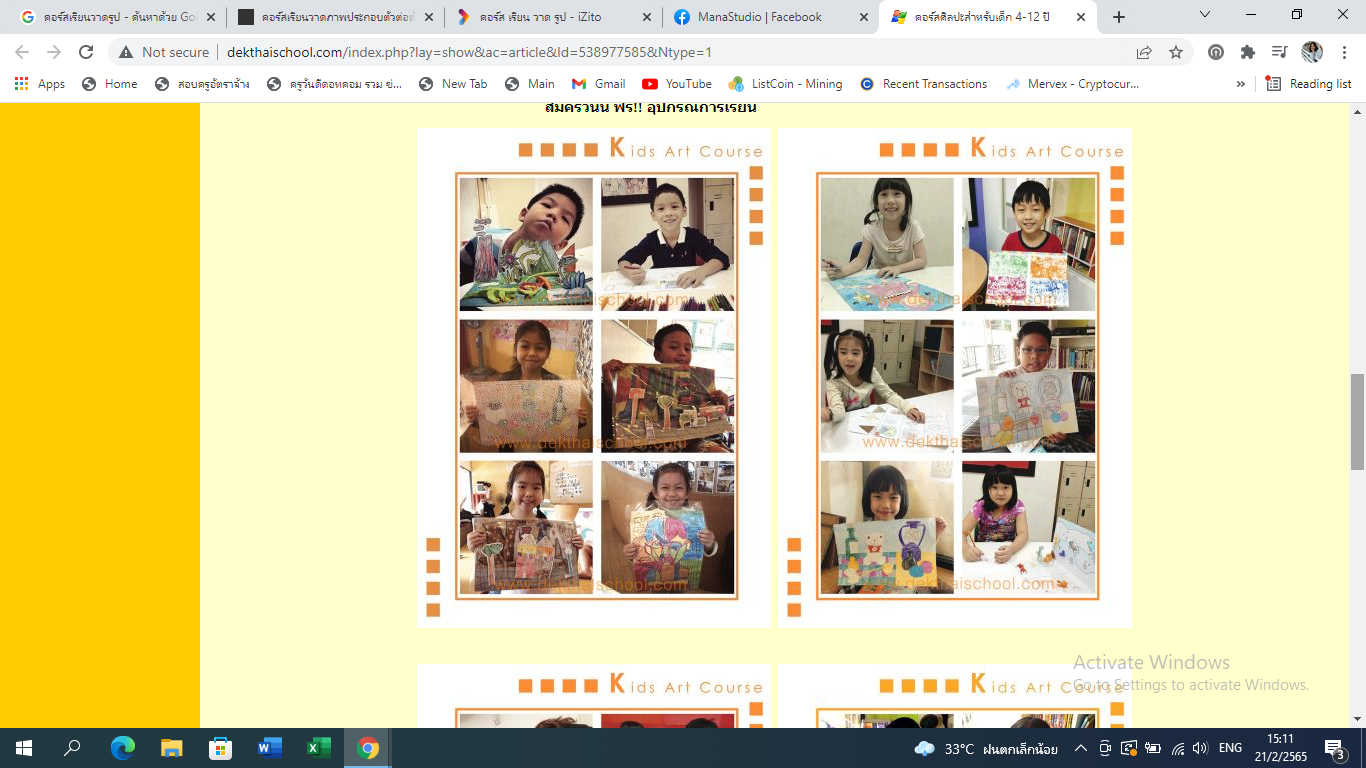 คอร์สเรียนวาดรูป - ค้นหาด้วย Goo
คอร์สเรียนวาดภาพประกอบตัวต่อตั
คอร์ส เรียน วาด รูป - iZito
ManaStudio | Facebook
คอร์สศิลปะสำหรับเด็ก 4-12 ปี
Not secure
dekthaischool.com/index.php?lay=show&ac=article&Id=538977585&Ntype=1
Apps
Home
สอบครูอัตราจ้าง
ครูวันดีดอทคอม รวม ข่...
New Tab
Main
Gmail
YouTube
ListCoin - Mining
Recent Transactions
Mervex - Cryptocur...
»
Reading list
สมัครวันนี้ ฟรี!! อุปกรณ์การเรียน
Kids Art Course
Kids Art Course
www.dekthaischool.com
www.dekthaischool.com
www.dekthaischool.com
www.dekthaischool.com
www.dekthaischool.com
www.dekthaischool.com
Kids Art Course
Kids Art Course
Activate Windows
Go to Settings to activate Windows.
33°C ฝนตกเล็กน้อย
ENG
15:11
21/2/2565
3